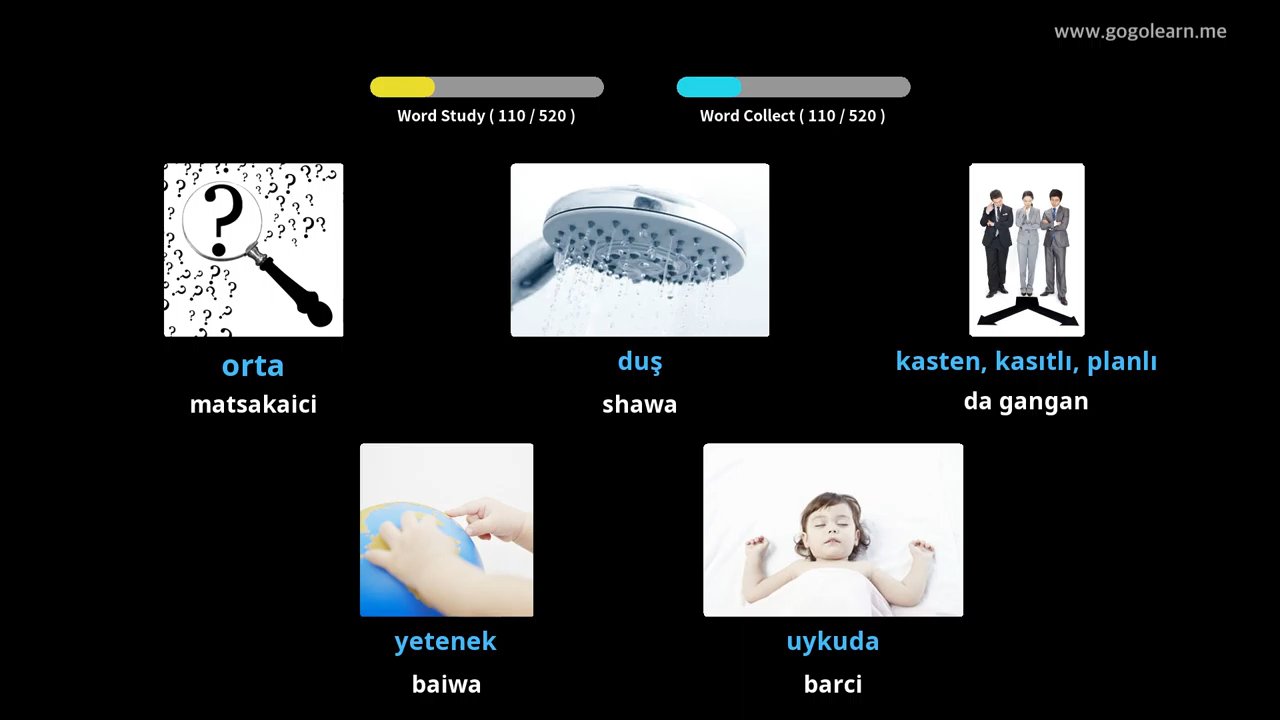 www.gogolearn.me
Word Study ( 110 / 520 )
Word Collect ( 110 / 520 )
orta
matsakaici
duş
shawa
kasten, kasıtlı, planlı
da gangan
yetenek
baiwa
uykuda
barci